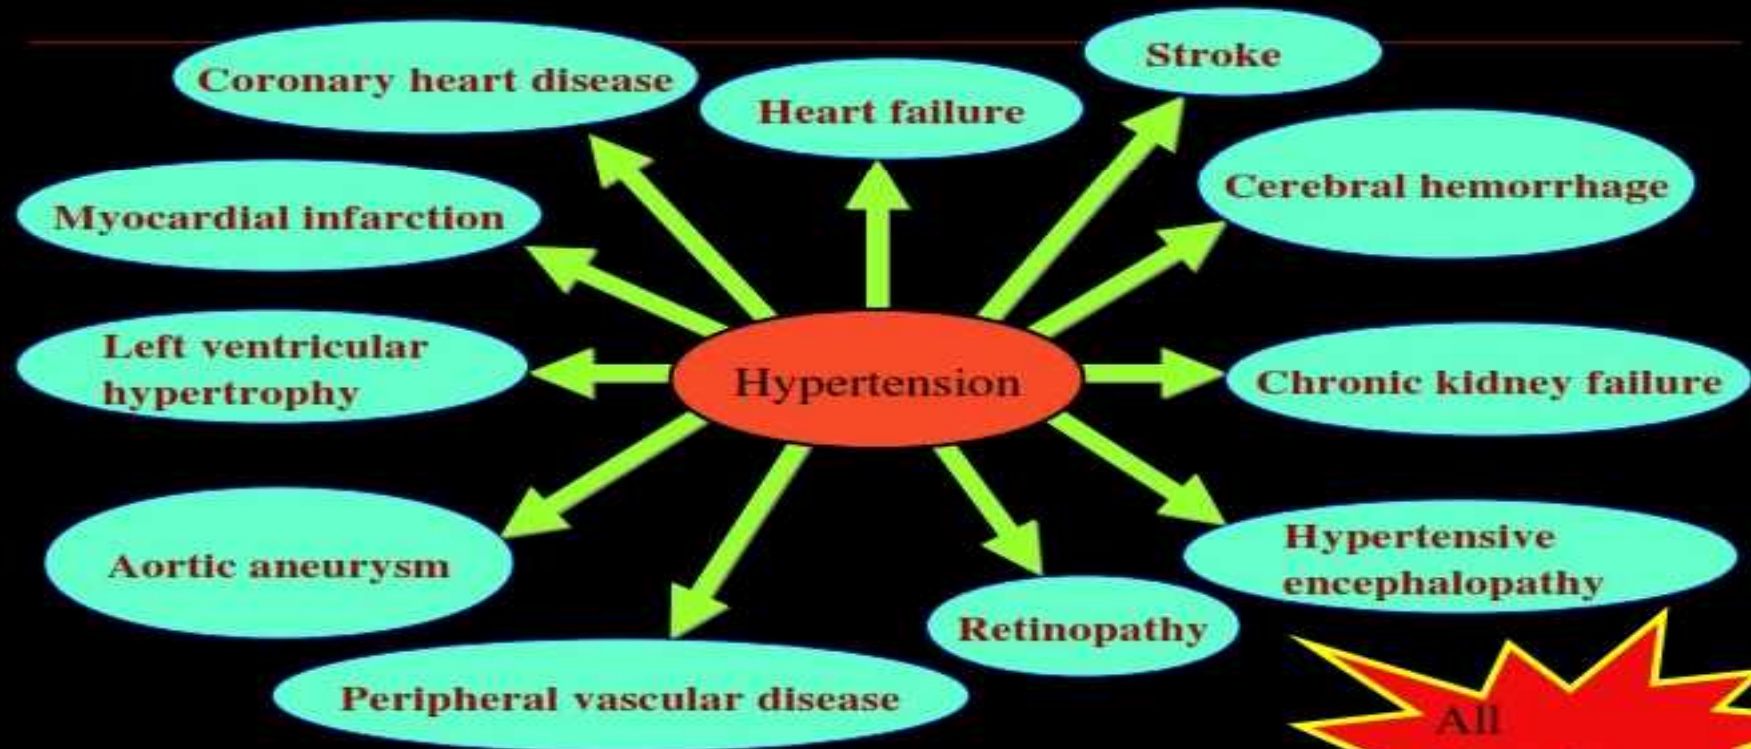 Coronary heart disease
Heart failure
Stroke
Myocardial infarction
Cerebral hemorrhage
Left ventricular
hypertrophy
Hypertension
Chronic kidney failure
Aortic aneurysm
Hypertensive
encephalopathy
Retinopathy
Peripheral vascular disease
All